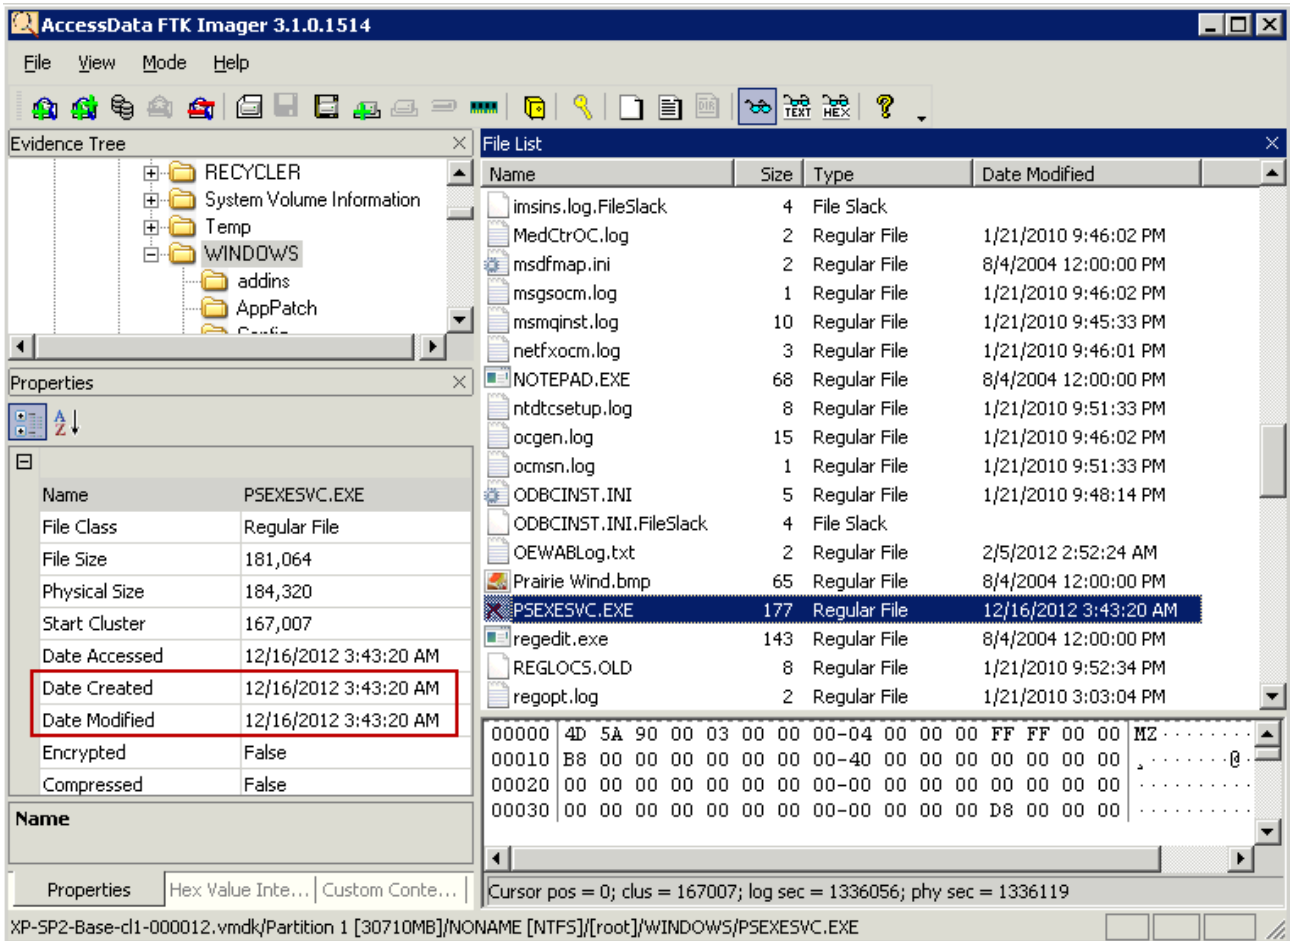 AccessData FTK Imager 3.1.0.1514
File View Mode Help
TEXT HEX
Evidence Tree
RECYCLER
System Volume Information
Temp
WINDOWS
addins
AppPatch
Config
Properties
Name PSEXESVC.EXE
File Class Regular File
File Size 181,064
Physical Size 184,320
Start Cluster 167,007
Date Accessed 12/16/2012 3:43:20 AM
Date Created 12/16/2012 3:43:20 AM
Date Modified 12/16/2012 3:43:20 AM
Encrypted False
Compressed False
Name
Properties Hex Value Inte... Custom Conte...
File List
Name Size Type Date Modified
imsins.log.FileSlack 4 File Slack
MedCtrOC.log 2 Regular File 1/21/2010 9:46:02 PM
msdfmap.ini 2 Regular File 8/4/2004 12:00:00 PM
msgsocm.log 1 Regular File 1/21/2010 9:46:02 PM
msmqinst.log 10 Regular File 1/21/2010 9:45:33 PM
netfxocm.log 3 Regular File 1/21/2010 9:46:01 PM
NOTEPAD.EXE 68 Regular File 8/4/2004 12:00:00 PM
ntdtcsetup.log 8 Regular File 1/21/2010 9:51:33 PM
ocgen.log 15 Regular File 1/21/2010 9:46:02 PM
ocmsn.log 1 Regular File 1/21/2010 9:51:33 PM
ODBCINST.INI 5 Regular File 1/21/2010 9:48:14 PM
ODBCINST.INI.FileSlack 4 File Slack
OEWABLog.txt 2 Regular File 2/5/2012 2:52:24 AM
Prairie Wind.bmp 65 Regular File 8/4/2004 12:00:00 PM
PSEXESVC.EXE 177 Regular File 12/16/2012 3:43:20 AM
regedit.exe 143 Regular File 8/4/2004 12:00:00 PM
REGLOCS.OLD 8 Regular File 1/21/2010 9:52:34 PM
regopt.log 2 Regular File 1/21/2010 3:03:04 PM
00000 4D 5A 90 00 03 00 00 00-04 00 00 00 FF FF 00 00 MZ········
00010 B8 00 00 00 00 00 00 00-40 00 00 00 00 00 00 00 ¸·······@·
00020 00 00 00 00 00 00 00 00-00 00 00 00 00 00 00 00 ··········
00030 00 00 00 00 00 00 00 00-00 00 00 00 D8 00 00 00 ··········
Cursor pos = 0; clus = 167007; log sec = 1336056; phy sec = 1336119
XP-SP2-Base-cl1-000012.vmdk/Partition 1 [30710MB]/NONAME [NTFS]/[root]/WINDOWS/PSEXESVC.EXE